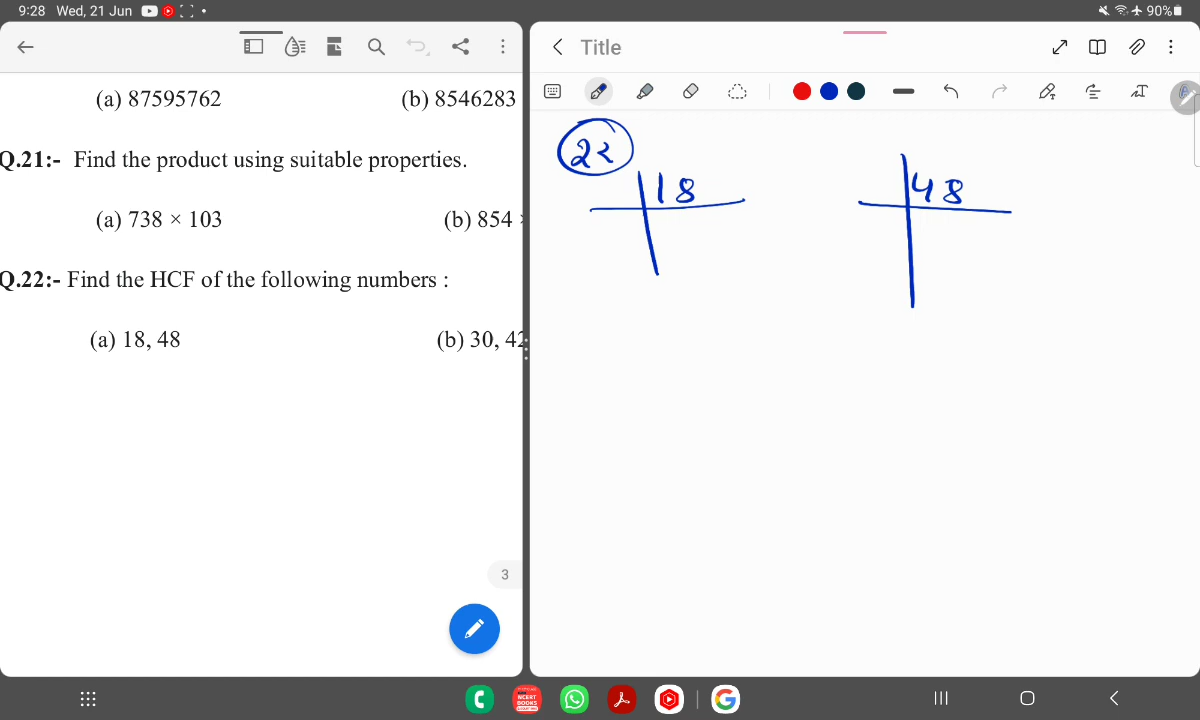 9:28 Wed, 21 Jun
90%
Title
(a) 87595762 (b) 8546283
Q.21:- Find the product using suitable properties.
(a) 738 × 103 (b) 854 ×
Q.22:- Find the HCF of the following numbers :
(a) 18, 48 (b) 30, 42
3
22
18 48
NCERT
BOOKS